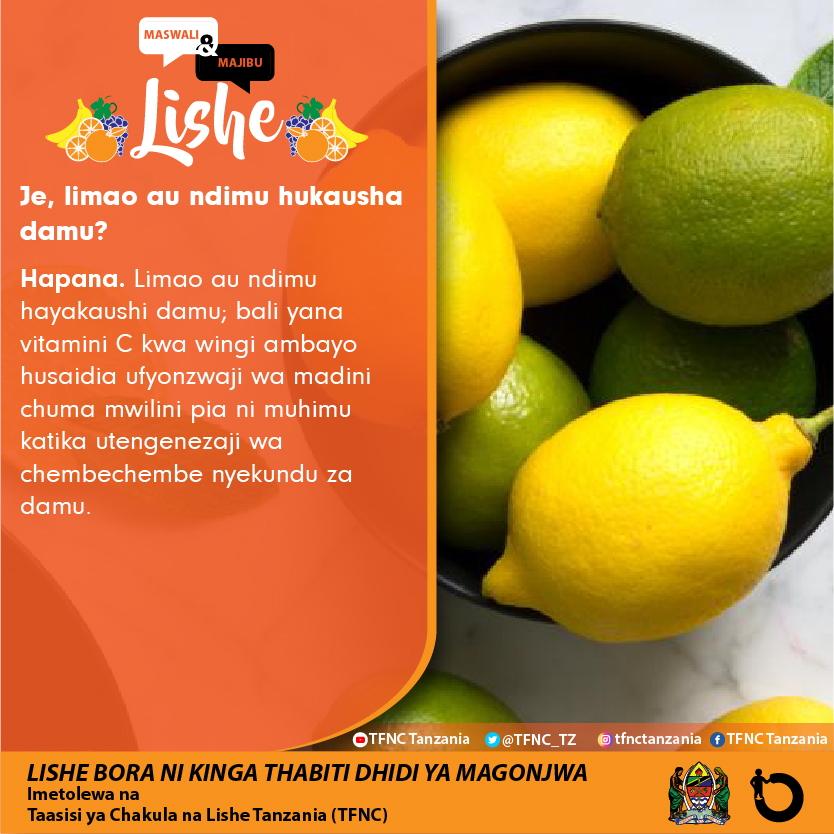 MASWALI
&
MAJIBU
Lishe
Je, limao au ndimu hukausha
damu?
Hapana. Limao au ndimu
hayakaushi damu; bali yana
vitamini C kwa wingi ambayo
husaidia ufyonzwaji wa madini
chuma mwilini pia ni muhimu
katika utengenezaji wa
chembechembe nyekundu za
damu.
TFNC Tanzania @TFNC_TZ tfnctanzania TFNC Tanzania
LISHE BORA NI KINGA THABITI DHIDI YA MAGONJWA
Imetolewa na
Taasisi ya Chakula na Lishe Tanzania (TFNC)